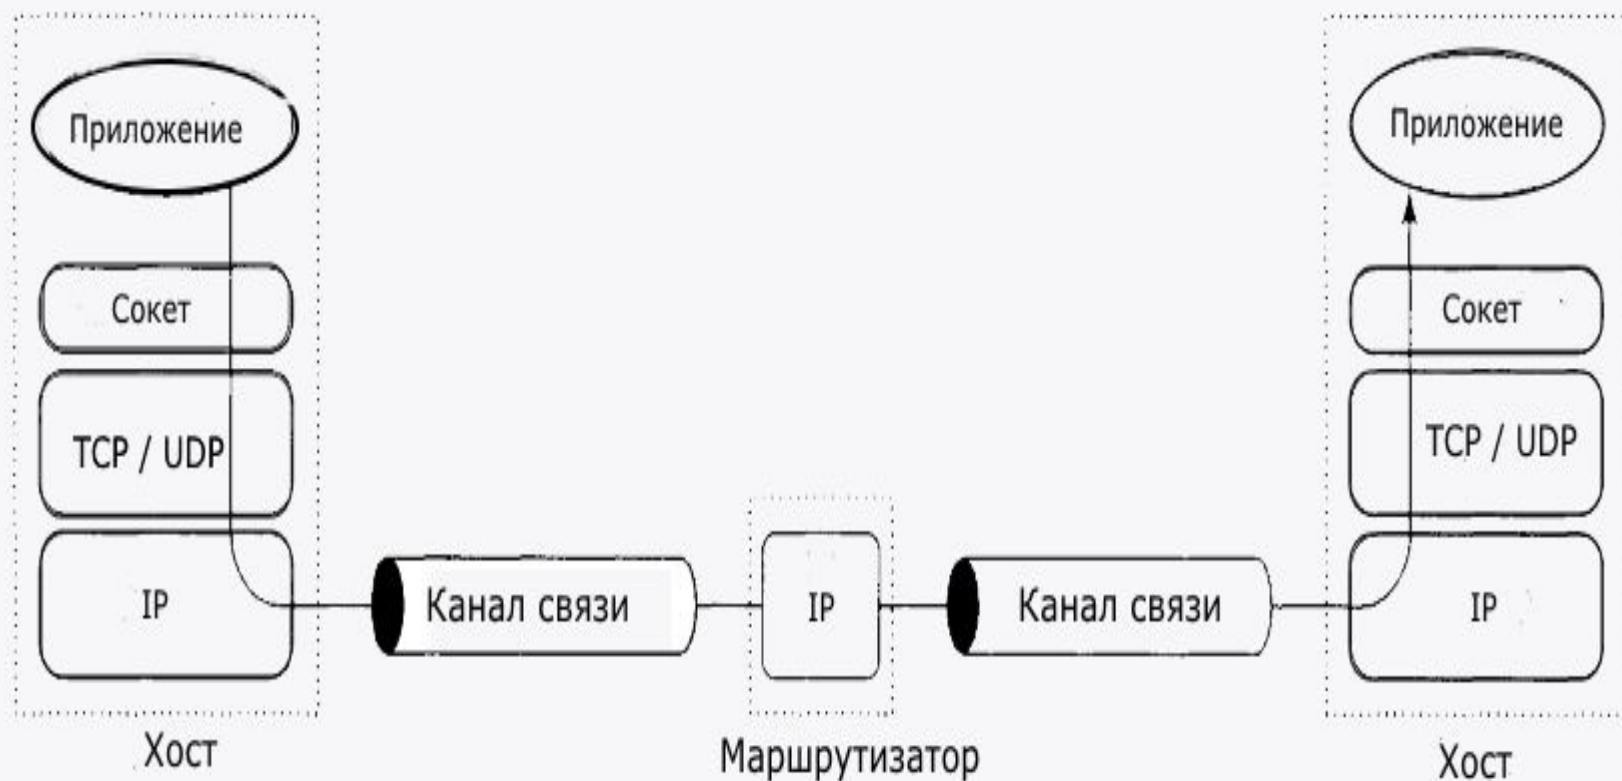 Приложение
Сокет
TCP / UDP
IP
Хост
Канал связи
IP
Маршрутизатор
Канал связи
Приложение
Сокет
TCP / UDP
IP
Хост